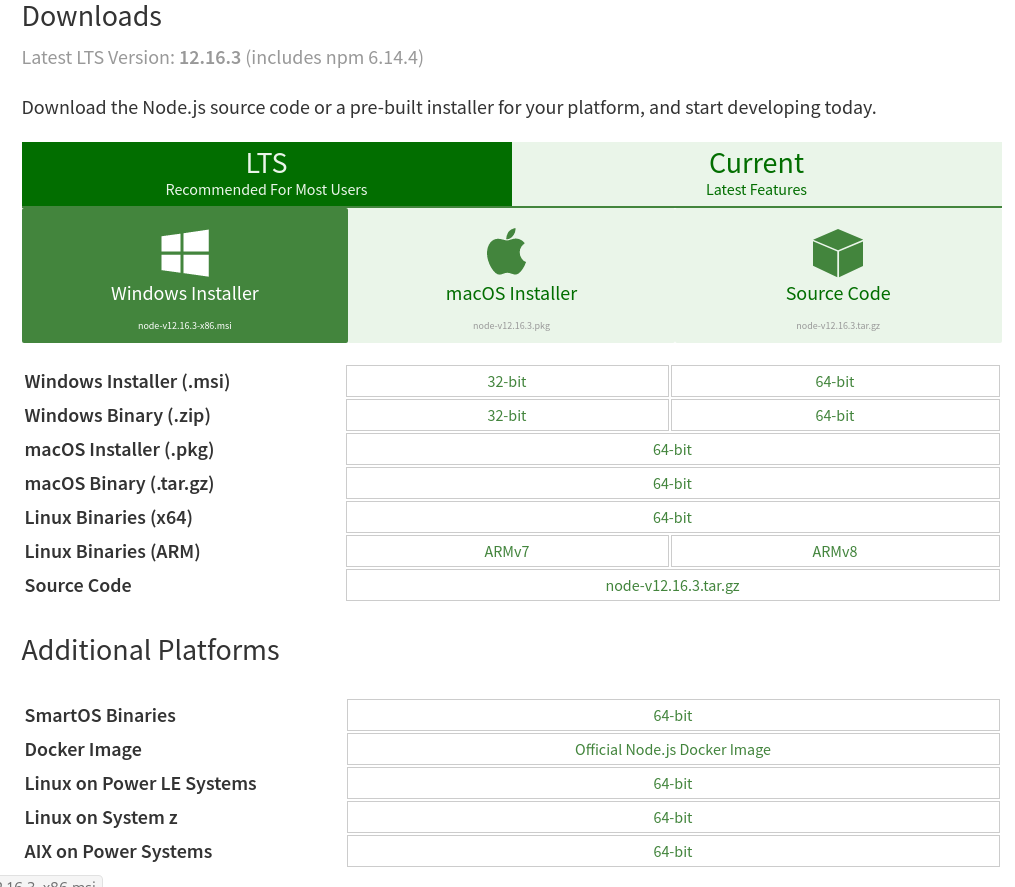 Downloads
Latest LTS Version: 12.16.3 (includes npm 6.14.4)
Download the Node.js source code or a pre-built installer for your platform, and start developing today.
LTS
Recommended For Most Users
Current
Latest Features
Windows Installer
node-v12.16.3-x86.msi
macOS Installer
node-v12.16.3.pkg
Source Code
node-v12.16.3.tar.gz
Windows Installer (.msi) 32-bit 64-bit
Windows Binary (.zip) 32-bit 64-bit
macOS Installer (.pkg) 64-bit
macOS Binary (.tar.gz) 64-bit
Linux Binaries (x64) 64-bit
Linux Binaries (ARM) ARMv7 ARMv8
Source Code node-v12.16.3.tar.gz
Additional Platforms
SmartOS Binaries 64-bit
Docker Image Official Node.js Docker Image
Linux on Power LE Systems 64-bit
Linux on System z 64-bit
AIX on Power Systems 64-bit